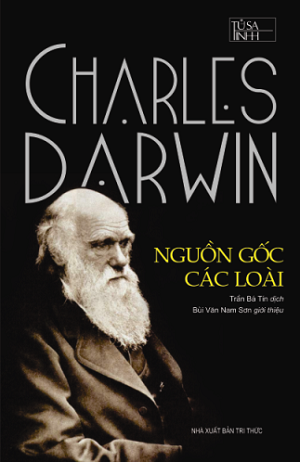 TỦ SÁCH
TINH HOA
CHARLES
DARWIN
NGUỒN GỐC
CÁC LOÀI
Trần Bá Tín dịch
Bùi Văn Nam Sơn giới thiệu
NHÀ XUẤT BẢN TRI THỨC